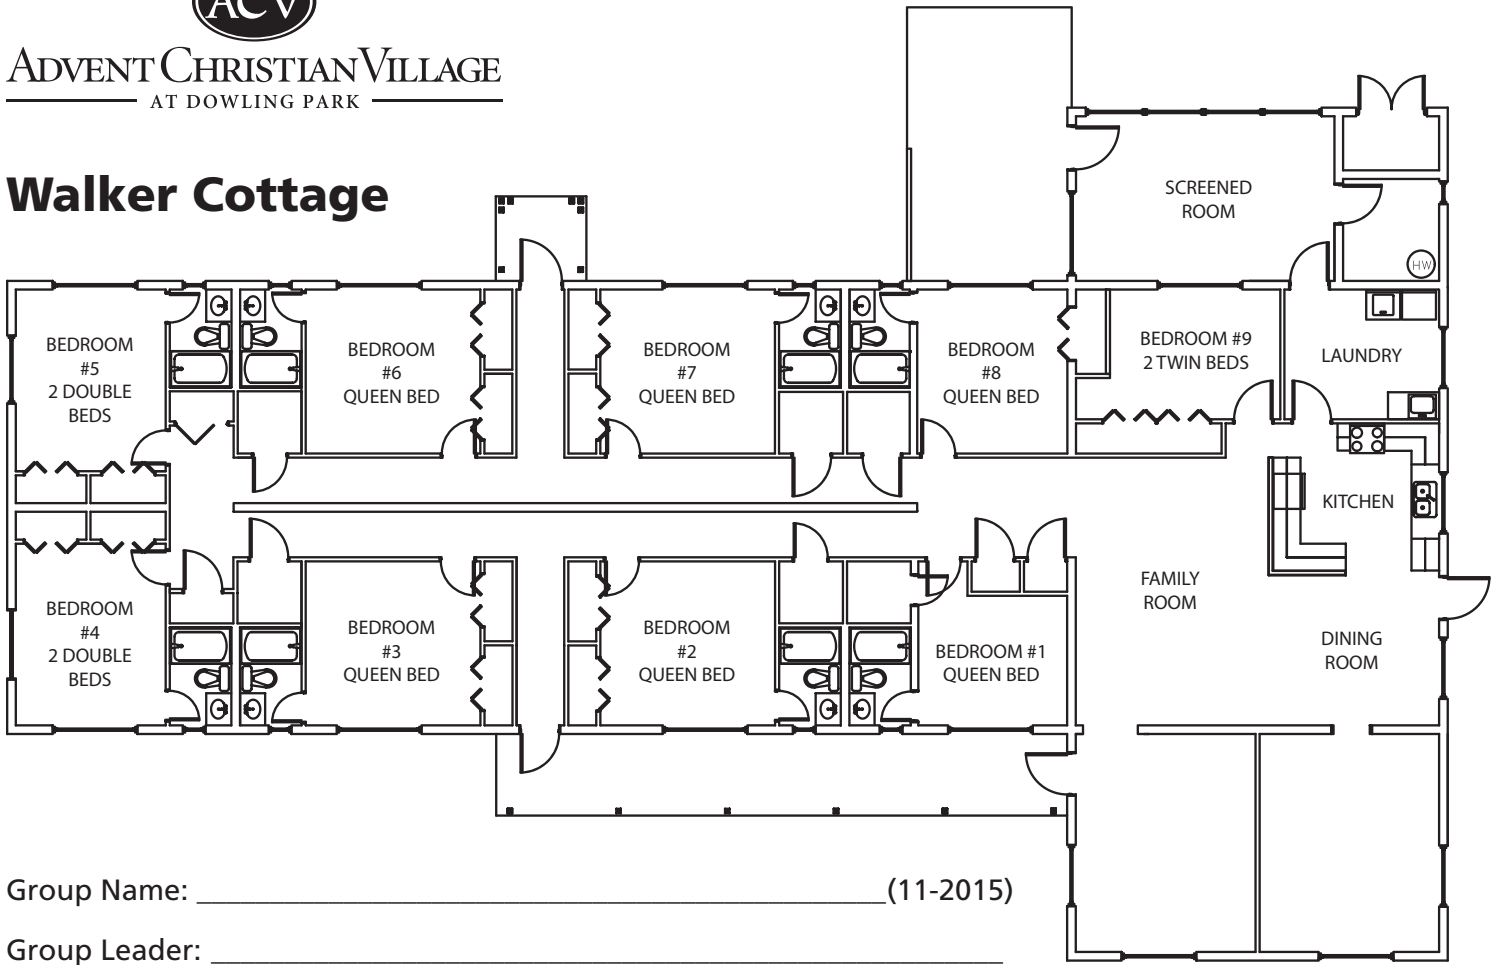 ACV
ADVENT CHRISTIAN VILLAGE
AT DOWLING PARK
Walker Cottage
SCREENED
ROOM
HW
BEDROOM
#5
2 DOUBLE
BEDS
BEDROOM
#6
QUEEN BED
BEDROOM
#7
QUEEN BED
BEDROOM
#8
QUEEN BED
BEDROOM #9
2 TWIN BEDS
LAUNDRY
KITCHEN
FAMILY
ROOM
DINING
ROOM
BEDROOM
#4
2 DOUBLE
BEDS
BEDROOM
#3
QUEEN BED
BEDROOM
#2
QUEEN BED
BEDROOM #1
QUEEN BED
Group Name: (11-2015)
Group Leader: